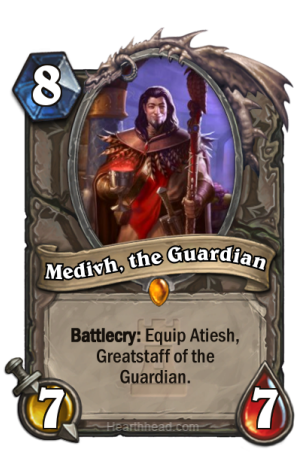 8
Medivh, the Guardian
Battlecry: Equip Atiesh,
Greatstaff of the
Guardian.
7
7
Hearthhead.com